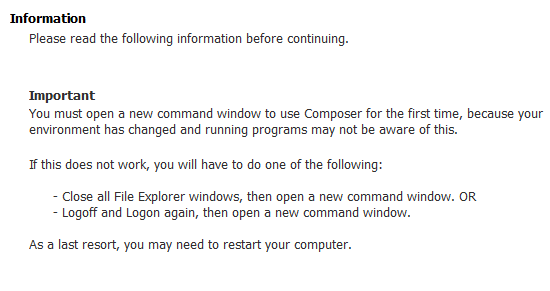 Information
Please read the following information before continuing.
Important
You must open a new command window to use Composer for the first time, because your
environment has changed and running programs may not be aware of this.
If this does not work, you will have to do one of the following:
- Close all File Explorer windows, then open a new command window. OR
- Logoff and Logon again, then open a new command window.
As a last resort, you may need to restart your computer.